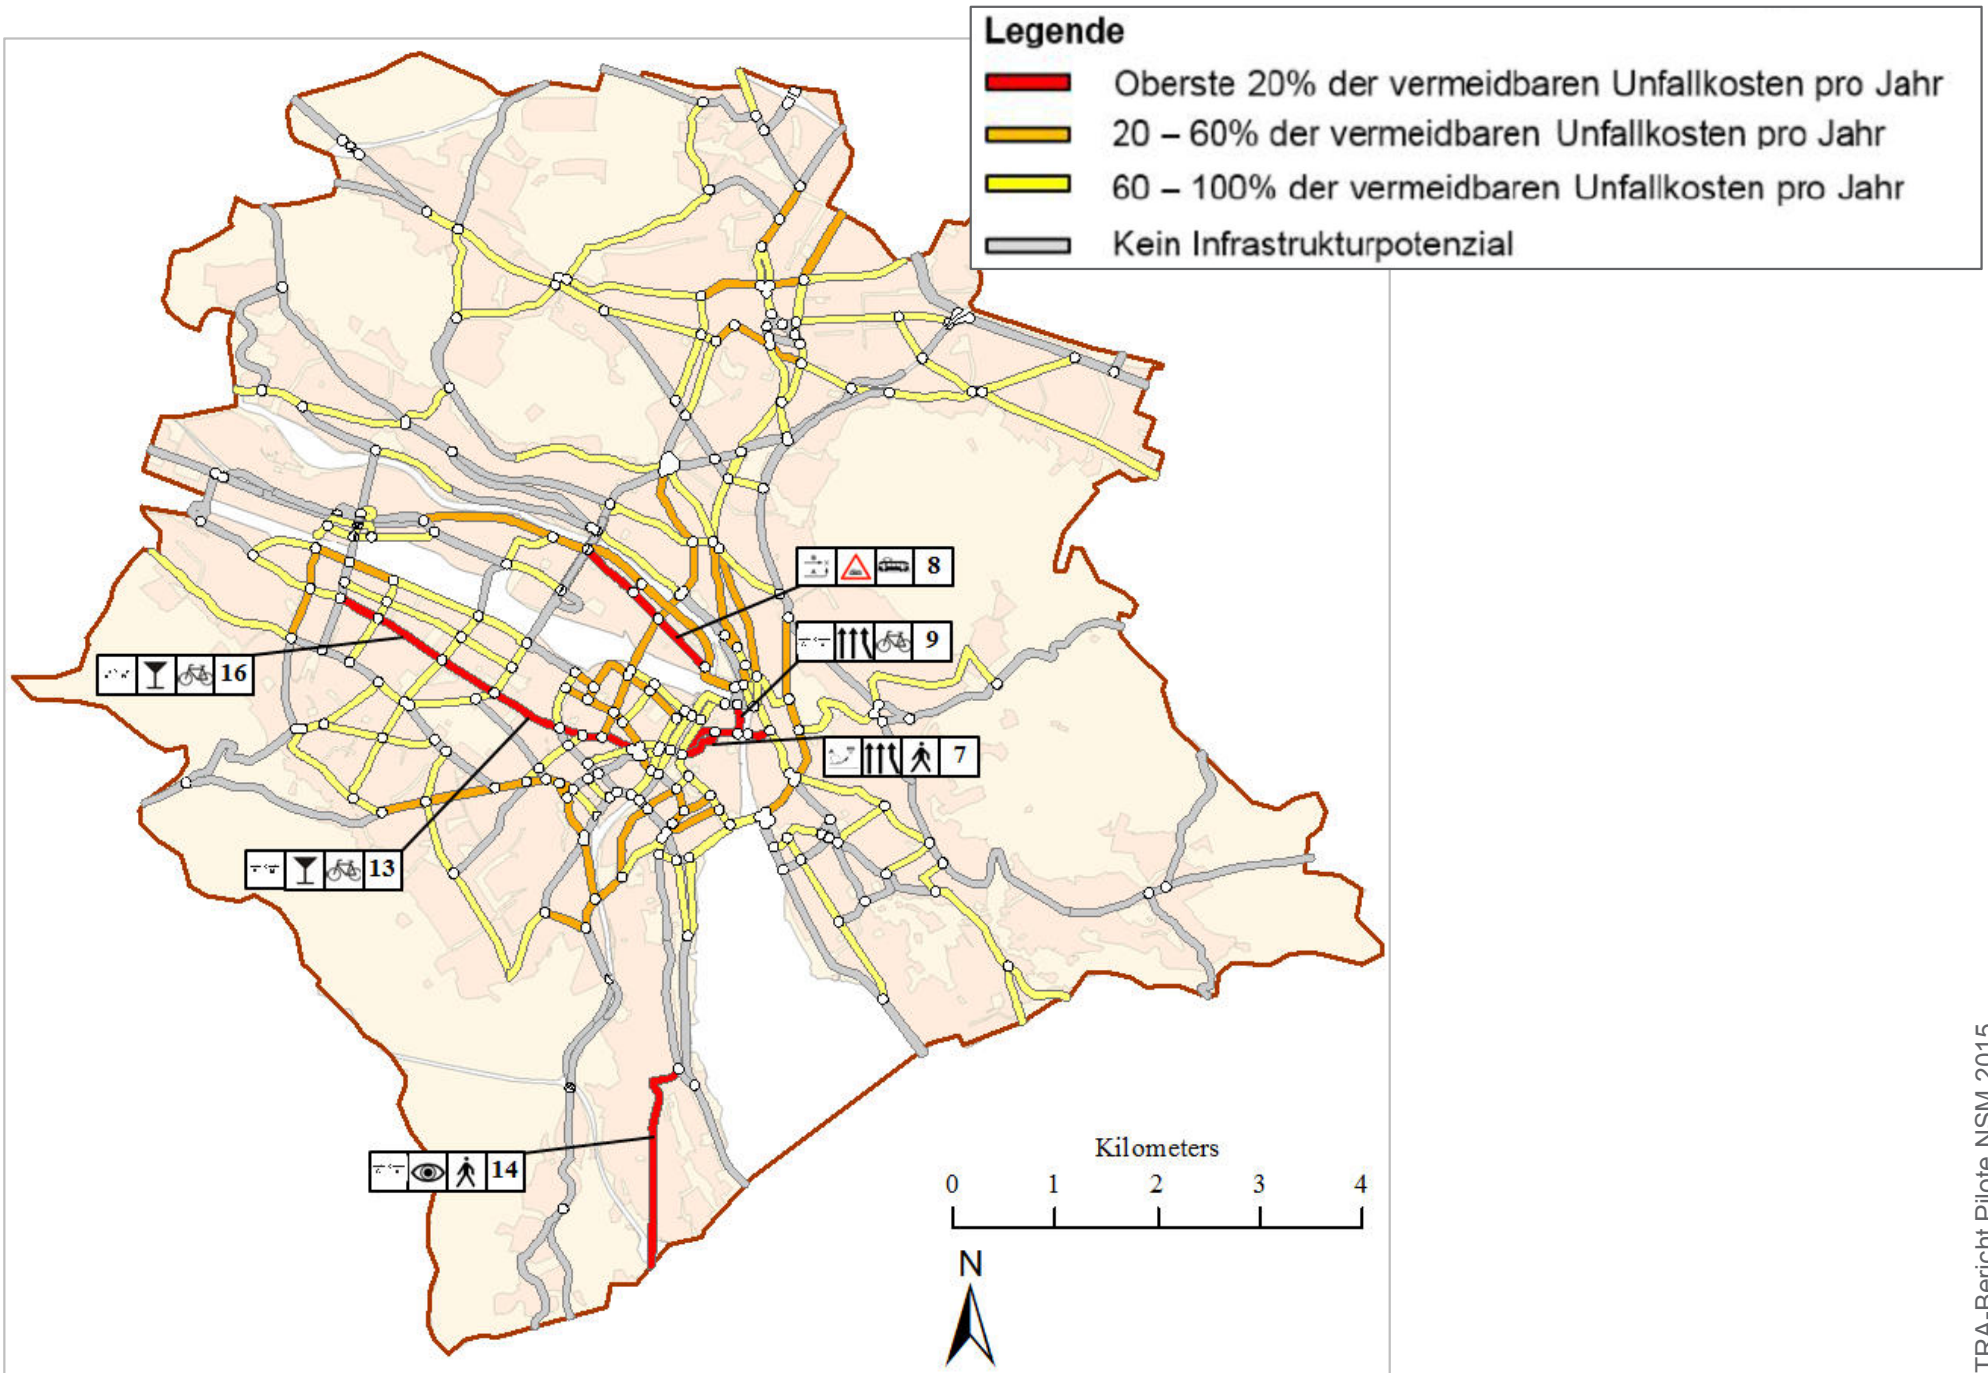 Legende
Oberste 20% der vermeidbaren Unfallkosten pro Jahr
20 – 60% der vermeidbaren Unfallkosten pro Jahr
60 – 100% der vermeidbaren Unfallkosten pro Jahr
Kein Infrastrukturpotenzial
8
9
16
7
13
14
Kilometers
0 1 2 3 4
N
TRA-Bericht Pilote NSM 2015